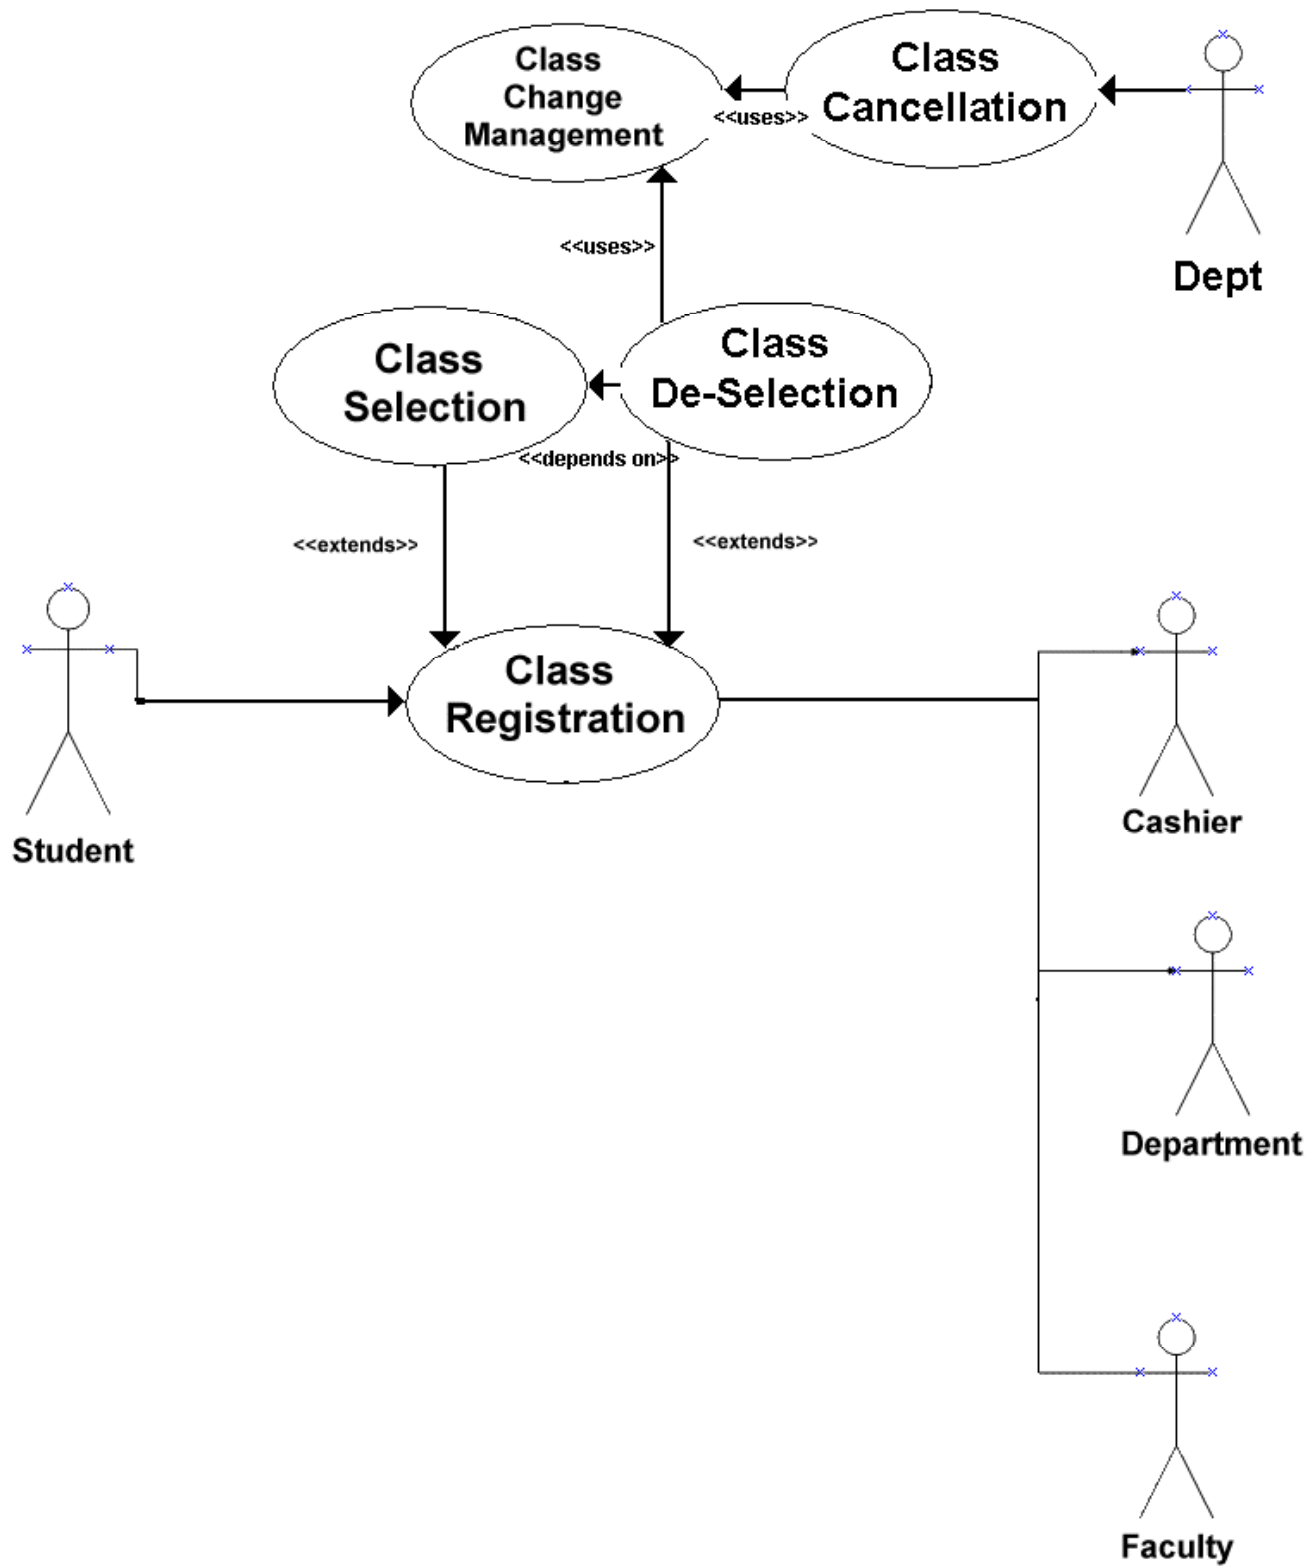 Class
Change
Management
<<uses>>
Class
Cancellation
Dept
<<uses>>
Class
Selection
Class
De-Selection
<<depends on>>
<<extends>>
<<extends>>
Student
Class
Registration
Cashier
Department
Faculty